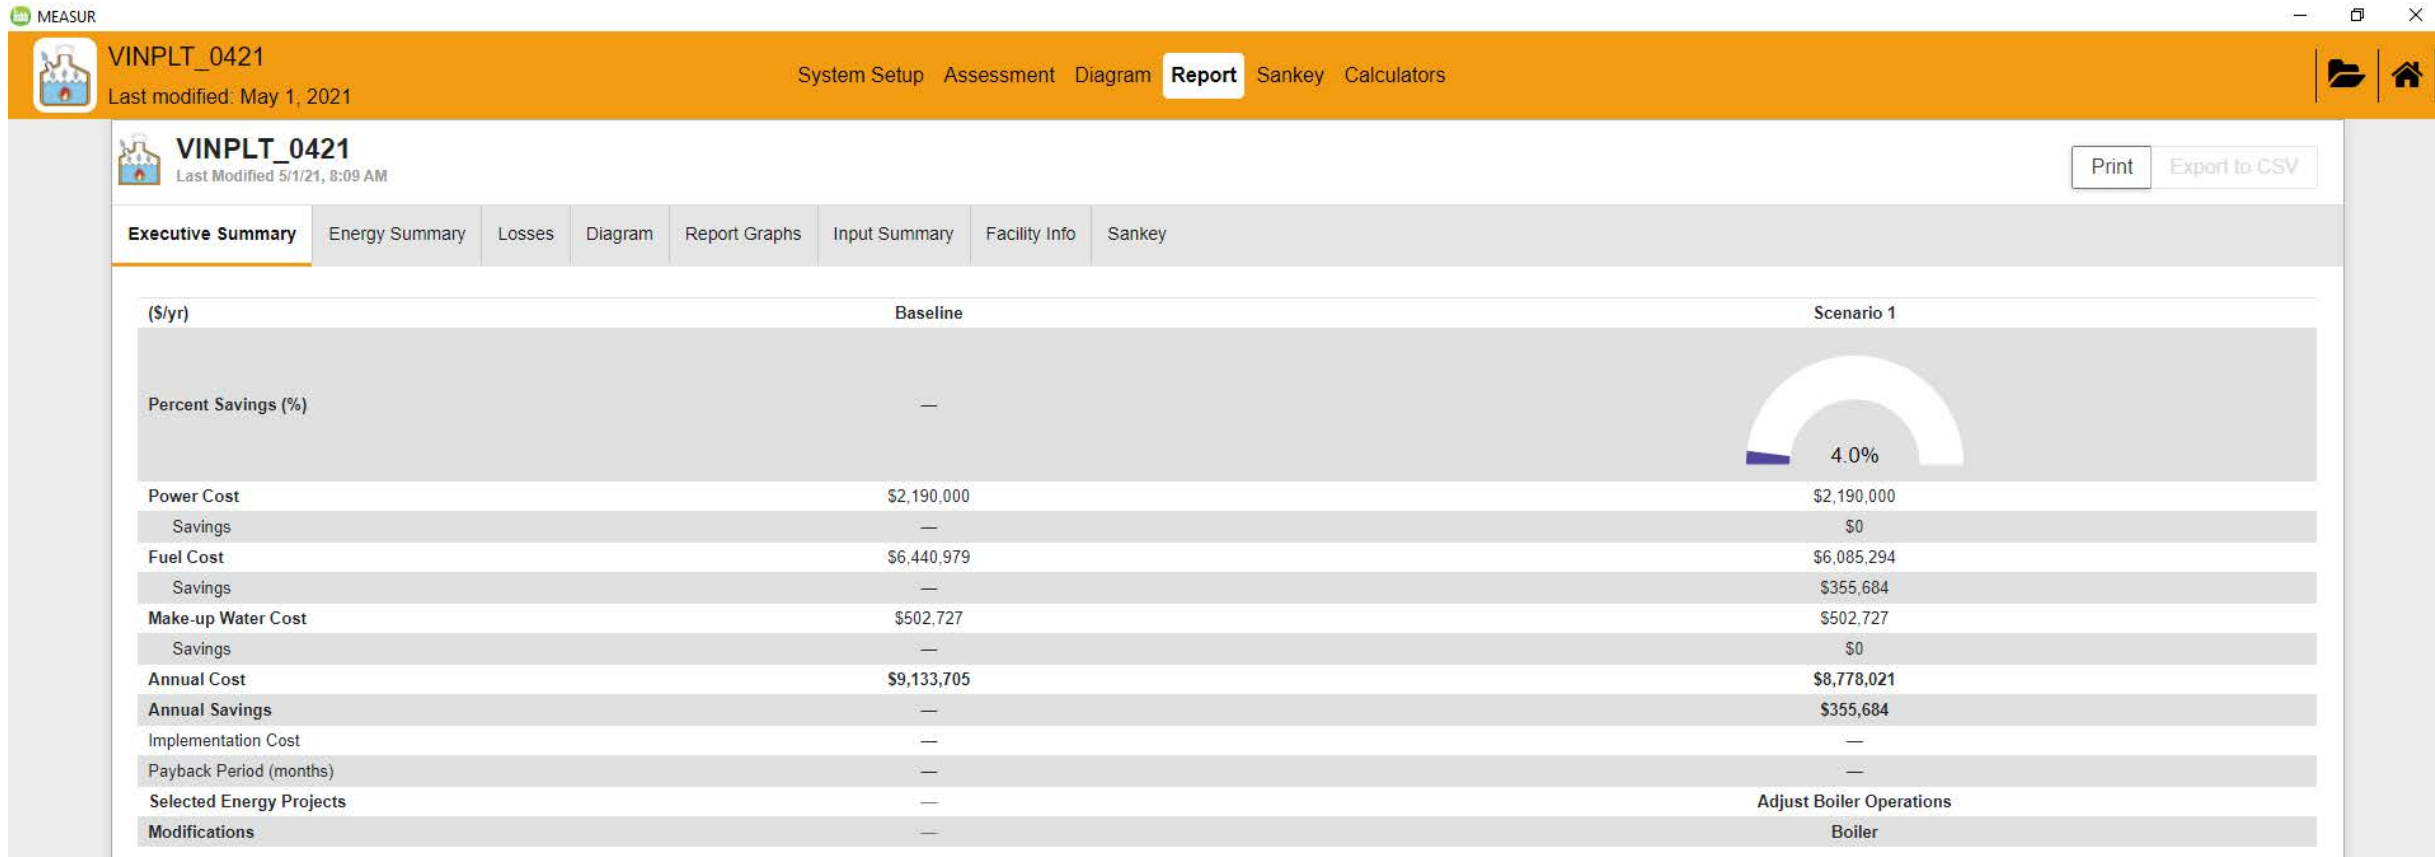 MEASUR
VINPLT_0421
Last modified: May 1, 2021
System Setup Assessment Diagram Report Sankey Calculators
VINPLT_0421
Last Modified 5/1/21, 8:09 AM
Print Export to CSV
Executive Summary Energy Summary Losses Diagram Report Graphs Input Summary Facility Info Sankey
($/yr) Baseline Scenario 1
Percent Savings (%) — 4.0%
Power Cost $2,190,000 $2,190,000
Savings — $0
Fuel Cost $6,440,979 $6,085,294
Savings — $355,684
Make-up Water Cost $502,727 $502,727
Savings — $0
Annual Cost $9,133,705 $8,778,021
Annual Savings — $355,684
Implementation Cost — —
Payback Period (months) — —
Selected Energy Projects — Adjust Boiler Operations
Modifications — Boiler